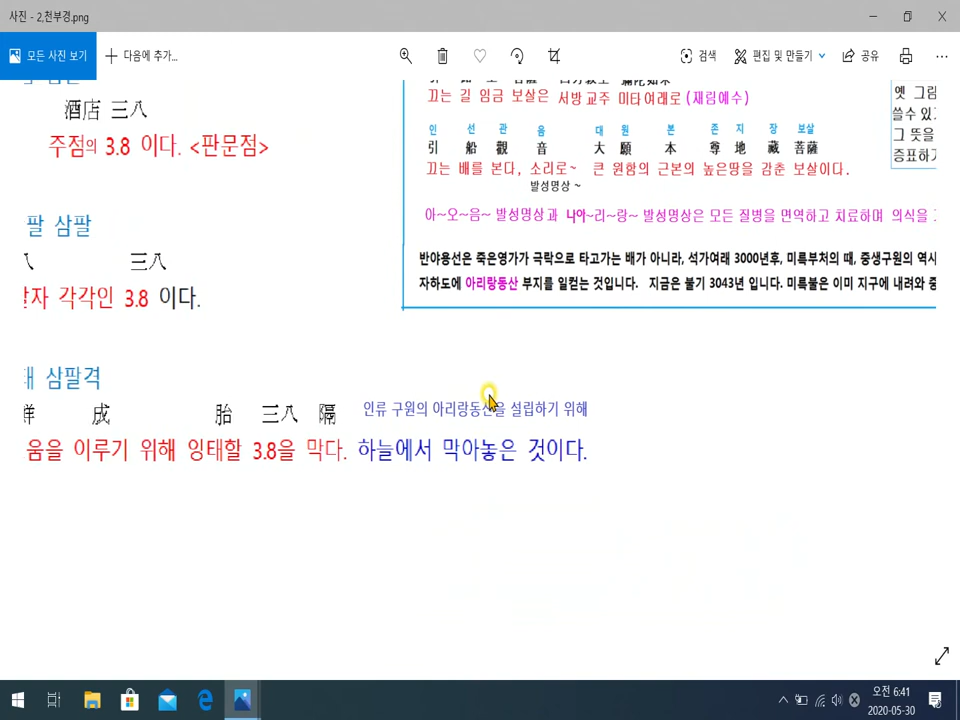 사진 - 2,천부경.png
모든 사진 보기
다음에 추가...
검색
편집 및 만들기
공유
酒店 三八
주점의 3.8 이다. <판문점>
팔 삼팔
三八
각각인 3.8 이다.
삼팔격
成 胎 三八 隔
움을 이루기 위해 잉태할 3.8을 막다. 하늘에서 막아놓은 것이다.
인류 구원의 아리랑동산을 설립하기 위해
끄는 길 임금 보살은 서방교주 미타여래로 (재림예수)
인 선 관 음 대 원 본 존 지 장 보살
引 船 觀 音 大 願 本 尊 地 藏 菩薩
끄는 배를 본다, 소리로~ 큰 원함의 근본의 높은땅을 감춘 보살이다.
발성명상 ~
아~오~음~ 발성명상과 나아~리~랑~ 발성명상은 모든 질병을 면역하고 치료하며 의식을
반야용선은 죽은영가가 극락으로 타고가는 배가 아니라, 석가여래 3000년후, 미륵부처의 때, 중생구원의 역사
자하도에 아리랑동산 부지를 일컫는 것입니다. 지금은 불기 3043년 입니다. 미륵불은 이미 지구에 내려와 중
옛 그림
쓸수 있
그 뜻을
증표하기
오전 6:41
2020-05-30